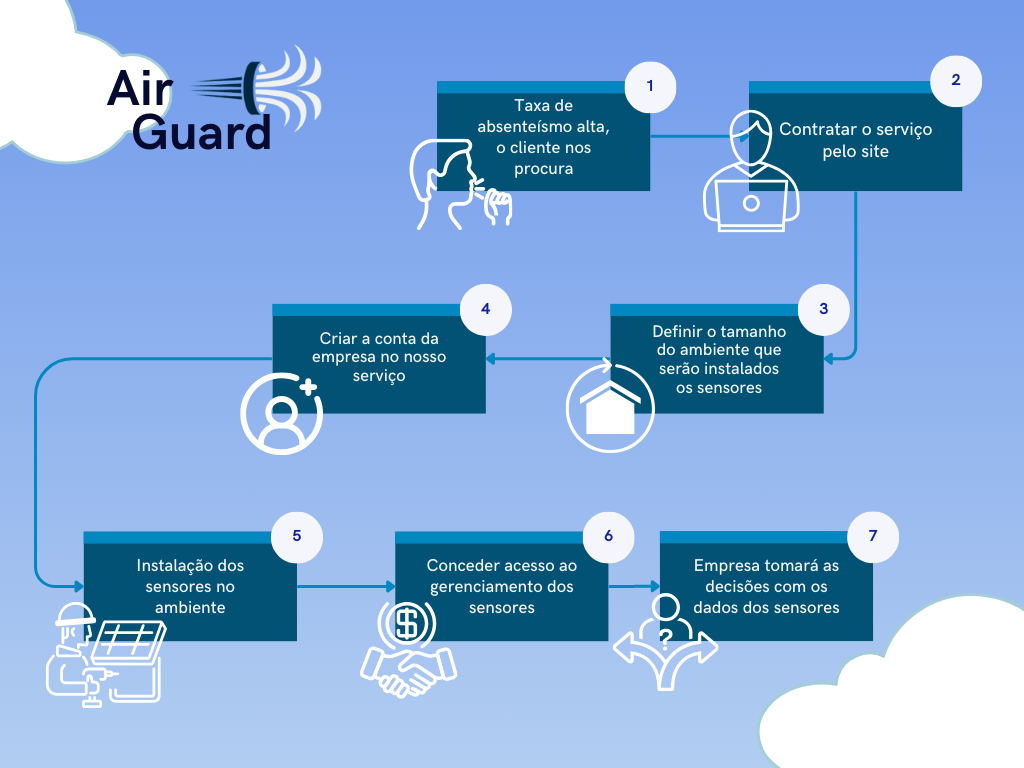 Air
Guard
1
Taxa de
absenteísmo alta,
o cliente nos
procura
2
Contratar o serviço
pelo site
3
Definir o tamanho
do ambiente que
serão instalados
os sensores
4
Criar a conta da
empresa no nosso
serviço
5
Instalação dos
sensores no
ambiente
6
Conceder acesso ao
gerenciamento dos
sensores
$
7
Empresa tomará as
decisões com os
dados dos sensores
?